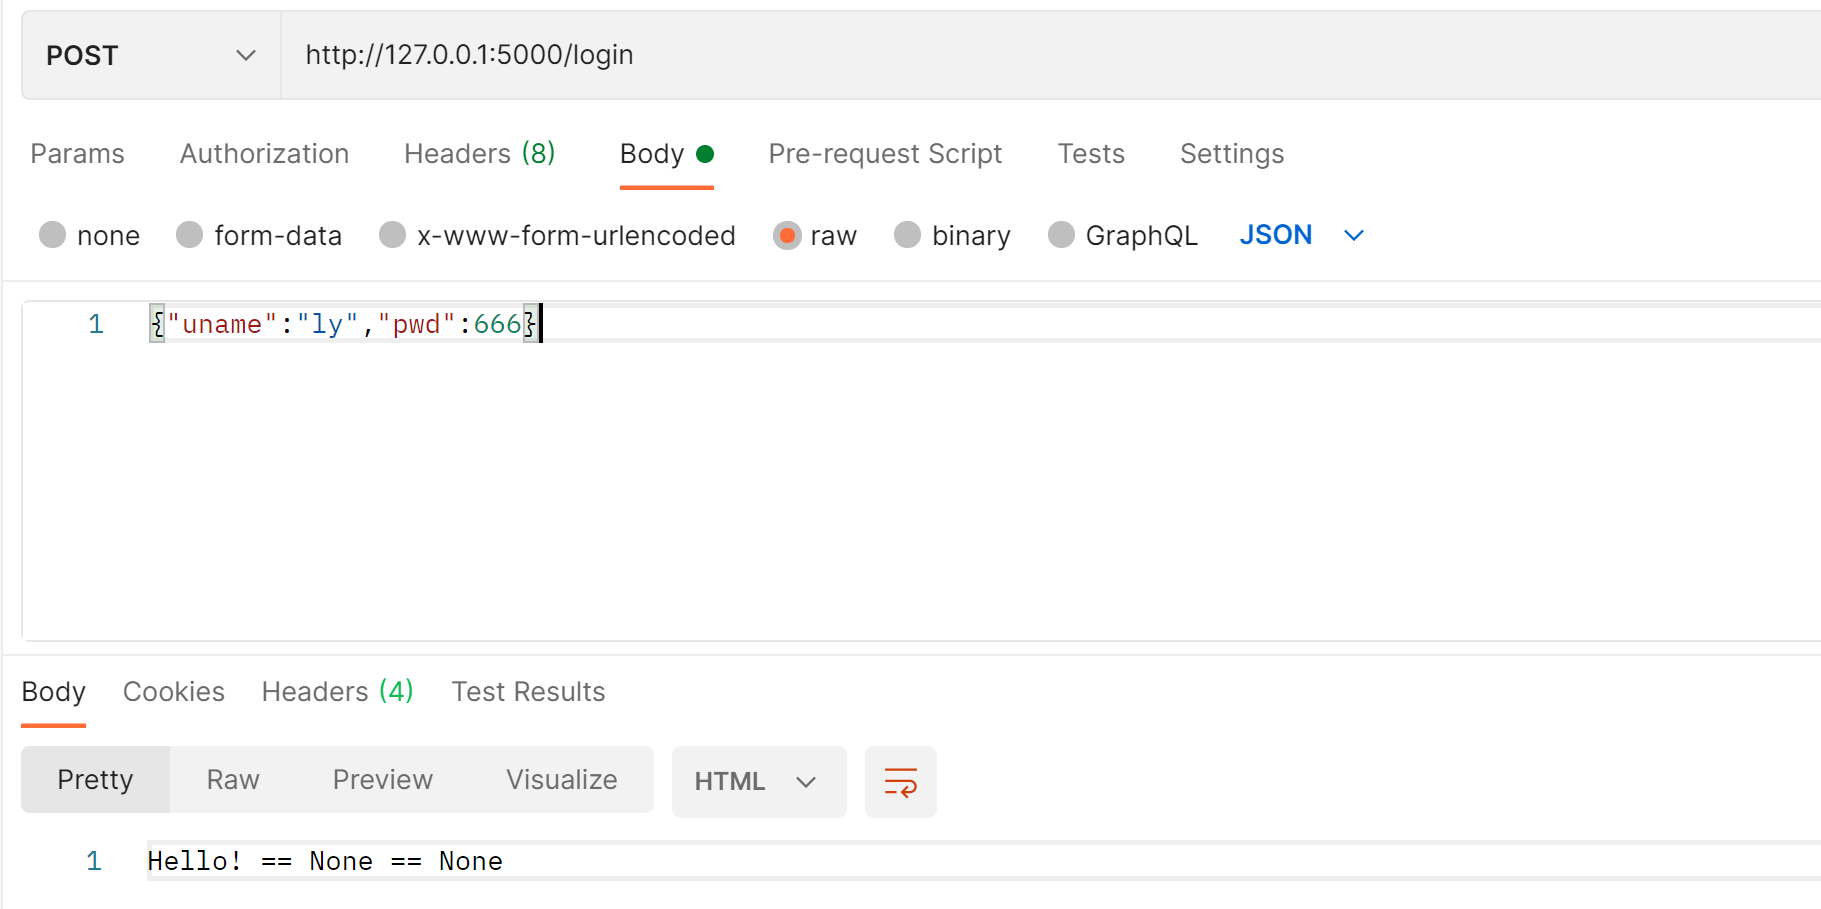 POST http://127.0.0.1:5000/login
Params Authorization Headers (8) Body Pre-request Script Tests Settings
none form-data x-www-form-urlencoded raw binary GraphQL JSON
1 {"uname":"ly","pwd":666}
Body Cookies Headers (4) Test Results
Pretty Raw Preview Visualize HTML
1 Hello! == None == None